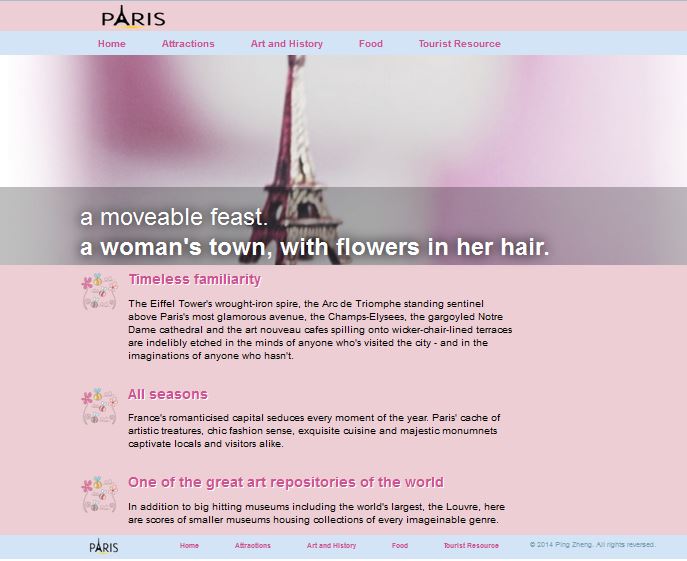 PARIS
Home Attractions Art and History Food Tourist Resource
a moveable feast.
a woman's town, with flowers in her hair.
Timeless familiarity
The Eiffel Tower's wrought-iron spire, the Arc de Triomphe standing sentinel
above Paris's most glamorous avenue, the Champs-Elysees, the gargoyled Notre
Dame cathedral and the art nouveau cafes spilling onto wicker-chair-lined terraces
are indelibly etched in the minds of anyone who's visited the city - and in the
imaginations of anyone who hasn't.
All seasons
France's romanticised capital seduces every moment of the year. Paris' cache of
artistic treatures, chic fashion sense, exquisite cuisine and majestic monumnets
captivate locals and visitors alike.
One of the great art repositories of the world
In addition to big hitting museums including the world's largest, the Louvre, here
are scores of smaller museums housing collections of every imageinable genre.
PARIS Home Attractions Art and History Food Tourist Resource © 2014 Ping Zheng. All rights reversed.